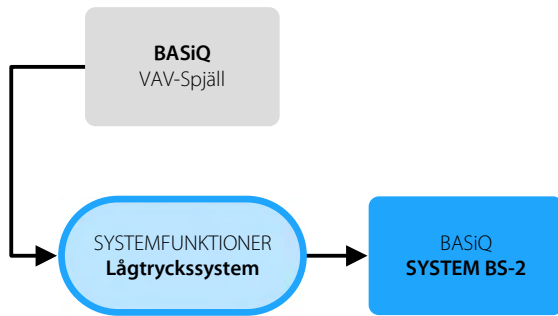 BASiQ
VAV-Spjäll
SYSTEMFUNKTIONER
Lågtryckssystem
BASiQ
SYSTEM BS-2